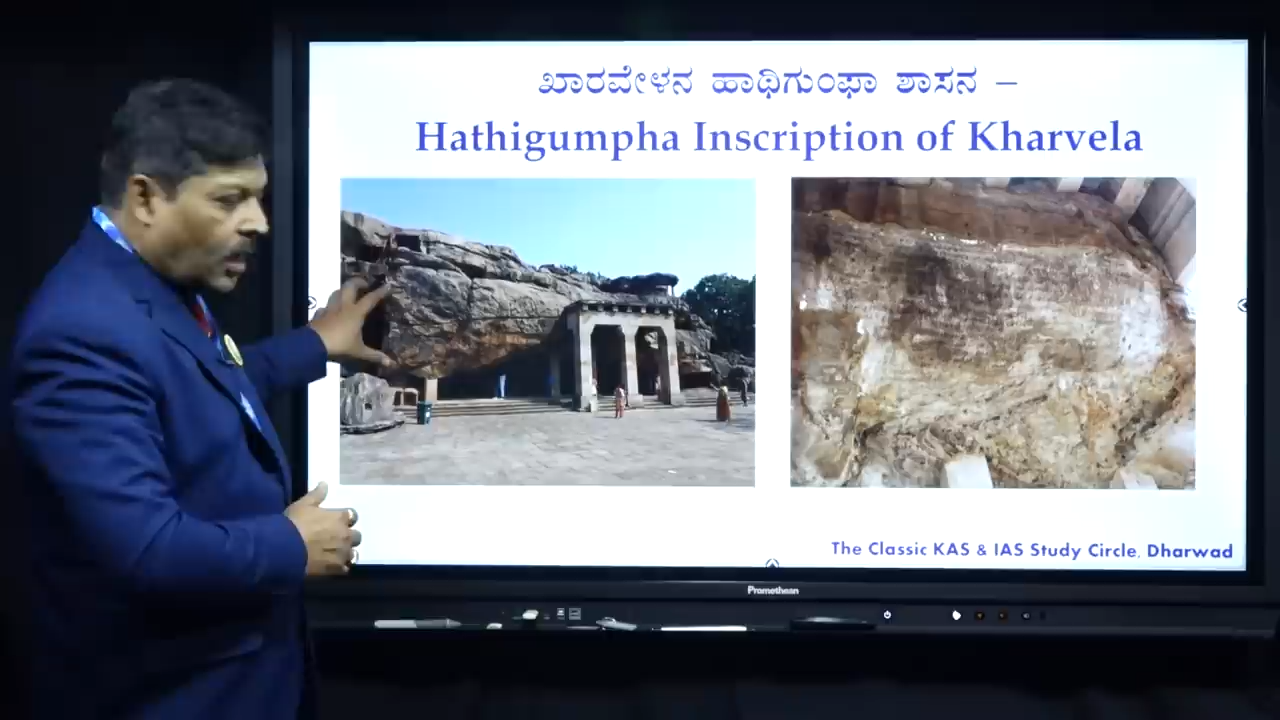 ಖಾರವೇಳನ ಹಾಥಿಗುಂಫಾ ಶಾಸನ –
Hathigumpha Inscription of Kharvela
The Classic KAS & IAS Study Circle, Dharwad
Promethean